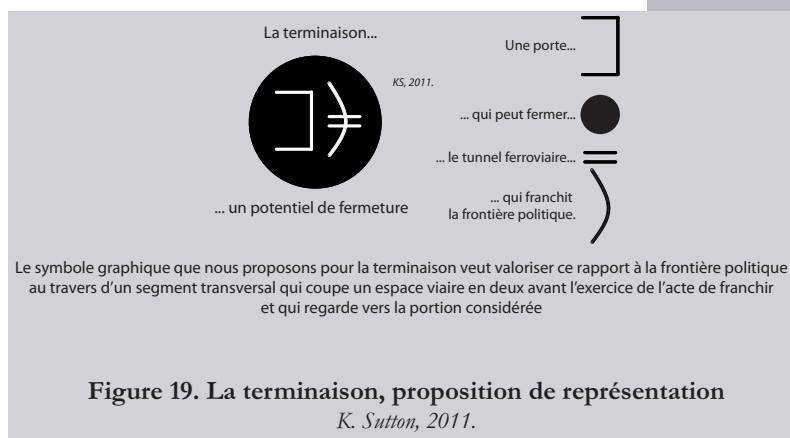 La terminaison...
KS, 2011.
... un potentiel de fermeture
Une porte...
... qui peut fermer...
... le tunnel ferroviaire...
... qui franchit
la frontière politique.
Le symbole graphique que nous proposons pour la terminaison veut valoriser ce rapport à la frontière politique
au travers d'un segment transversal qui coupe un espace viaire en deux avant l'exercice de l'acte de franchir
et qui regarde vers la portion considérée
Figure 19. La terminaison, proposition de représentation
K. Sutton, 2011.